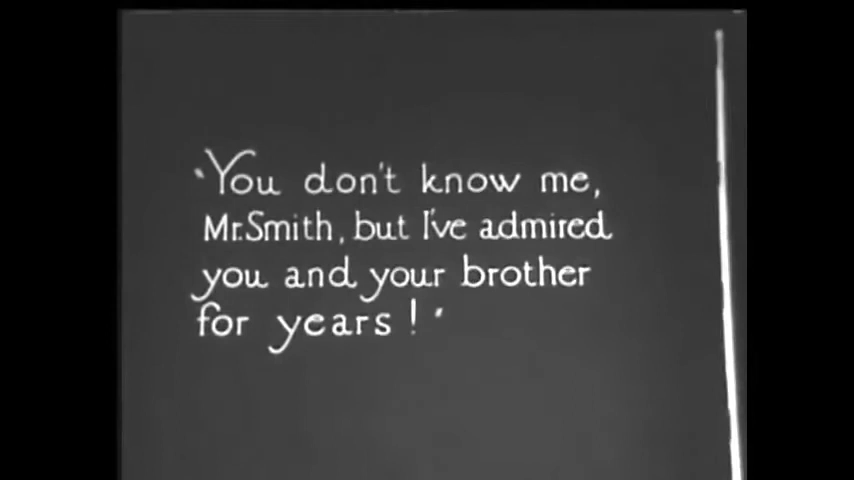 "You don't know me,
Mr. Smith, but I've admired
you and your brother
for years!"